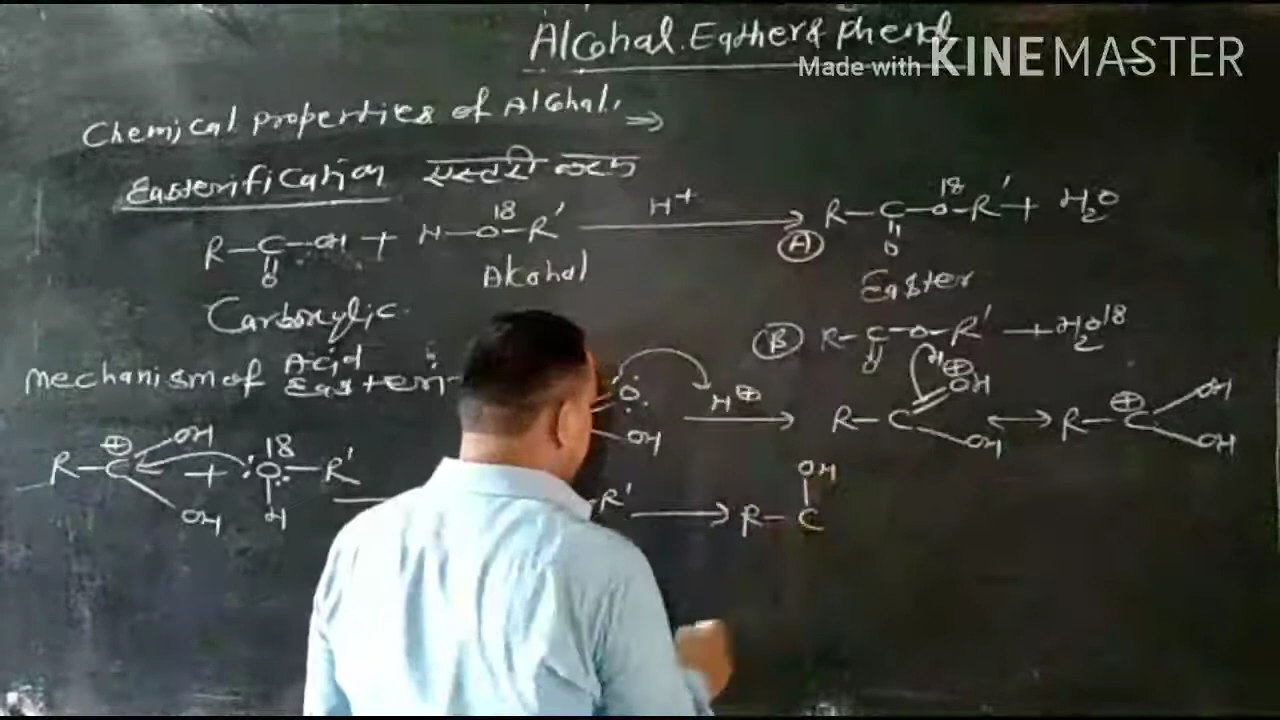 Alcohal. Eather & phenol
Made with KINEMASTER
Chemical properties of Alcohal. ⇒
Easterification एस्टरीकरण
R-C-OH + H-O-R' H+ → R-C-O-R' + H2O
18 18
O O
(A)
Alcohal
Easter
Carboxylic
Acid
(B) R-C-O-R' + H2O18
O
Mechanism of Easteri
O H⊕ → R-C OH ↔ R-C OH
OH ⊕ OH ⊕ OH
R-C OH + O-R' R' → R-C
⊕ OH 18 H OH